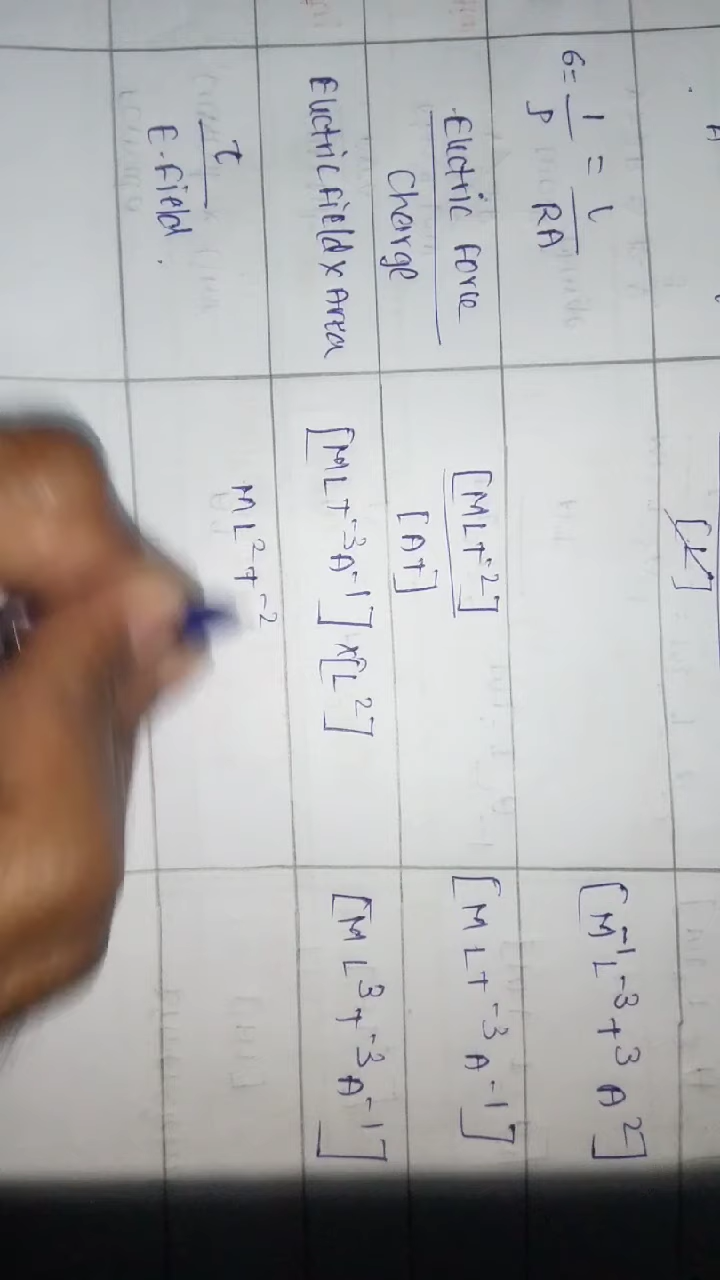 [L]
σ = 1/ρ = l/RA
[M⁻¹L⁻³T³A²]
Electric Force
Charge
[MLT⁻²]
[AT]
[MLT⁻³A⁻¹]
Electric Field × Area
[MLT⁻³A⁻¹] × [L²]
[ML³T⁻³A⁻¹]
τ
E-Field.
ML²T⁻²